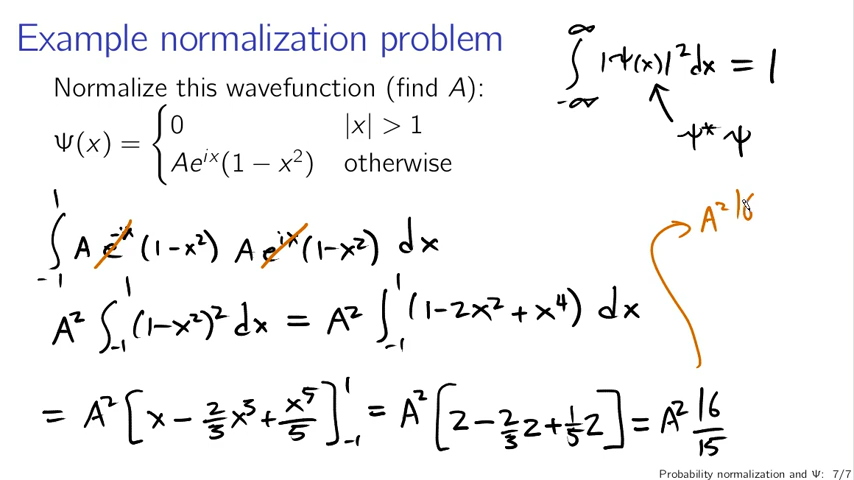 Example normalization problem
Normalize this wavefunction (find A):
Ψ(x) = { 0 |x| > 1
Ae^{ix}(1 − x²) otherwise
∫_{-∞}^{∞} |Ψ(x)|² dx = 1
Ψ* Ψ
∫_{-1}^{1} A e^{-ix} (1-x²) A e^{ix} (1-x²) dx
A² 16
A² ∫_{-1}^{1} (1-x²)² dx = A² ∫_{-1}^{1} (1-2x²+x⁴) dx
= A² [x - 2/3 x³ + x⁵/5]_{-1}^{1} = A² [2 - 2/3 2 + 1/5 2] = A² 16/15
Probability normalization and Ψ: 7/7